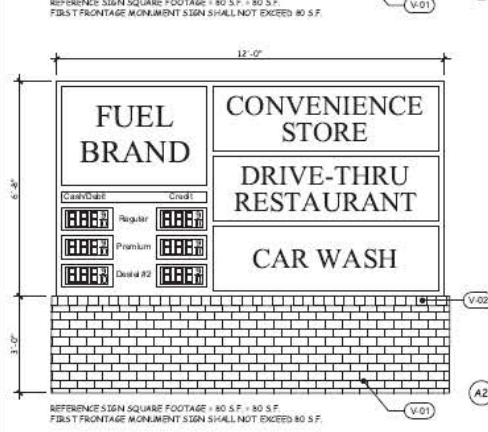 REFERENCE SIGN SQUARE FOOTAGE = 80 S.F. = 80 S.F.
FIRST FRONTAGE MONUMENT SIGN SHALL NOT EXCEED 80 S.F.
V-01
12'-0"
FUEL
BRAND
CONVENIENCE
STORE
DRIVE-THRU
RESTAURANT
CAR WASH
6'-8"
Cash/Debit Credit
Regular
Premium
Diesel #2
V-02
3'-0"
V-01
A2
REFERENCE SIGN SQUARE FOOTAGE = 80 S.F. = 80 S.F.
FIRST FRONTAGE MONUMENT SIGN SHALL NOT EXCEED 80 S.F.